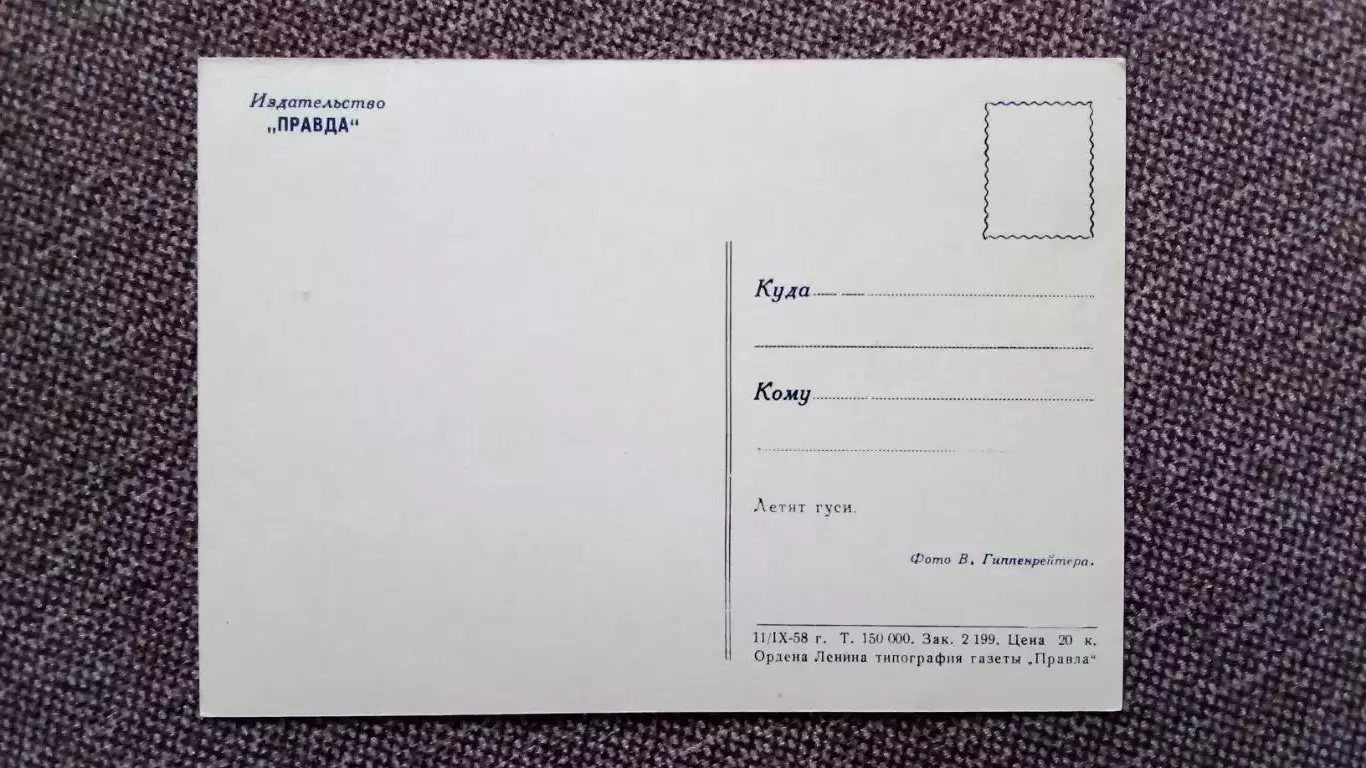 Издательство
„ПРАВДА“
Куда
Кому
Летят гуси.
Фото В. Гиппенрейтера.
11/IX-58 г. Т. 150 000. Зак. 2 199. Цена 20 к.
Ордена Ленина типография газеты „Правда“